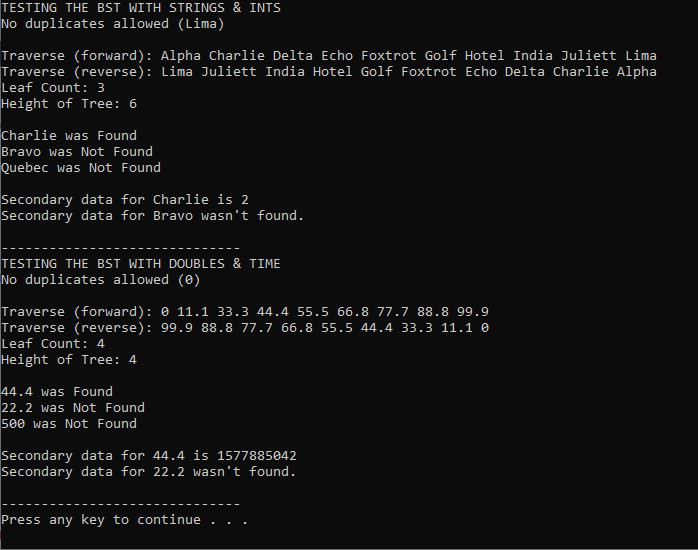 TESTING THE BST WITH STRINGS & INTS
No duplicates allowed (Lima)
Traverse (forward): Alpha Charlie Delta Echo Foxtrot Golf Hotel India Juliett Lima
Traverse (reverse): Lima Juliett India Hotel Golf Foxtrot Echo Delta Charlie Alpha
Leaf Count: 3
Height of Tree: 6
Charlie was Found
Bravo was Not Found
Quebec was Not Found
Secondary data for Charlie is 2
Secondary data for Bravo wasn't found.
------------------------------
TESTING THE BST WITH DOUBLES & TIME
No duplicates allowed (0)
Traverse (forward): 0 11.1 33.3 44.4 55.5 66.8 77.7 88.8 99.9
Traverse (reverse): 99.9 88.8 77.7 66.8 55.5 44.4 33.3 11.1 0
Leaf Count: 4
Height of Tree: 4
44.4 was Found
22.2 was Not Found
500 was Not Found
Secondary data for 44.4 is 1577885042
Secondary data for 22.2 wasn't found.
------------------------------
Press any key to continue . . .